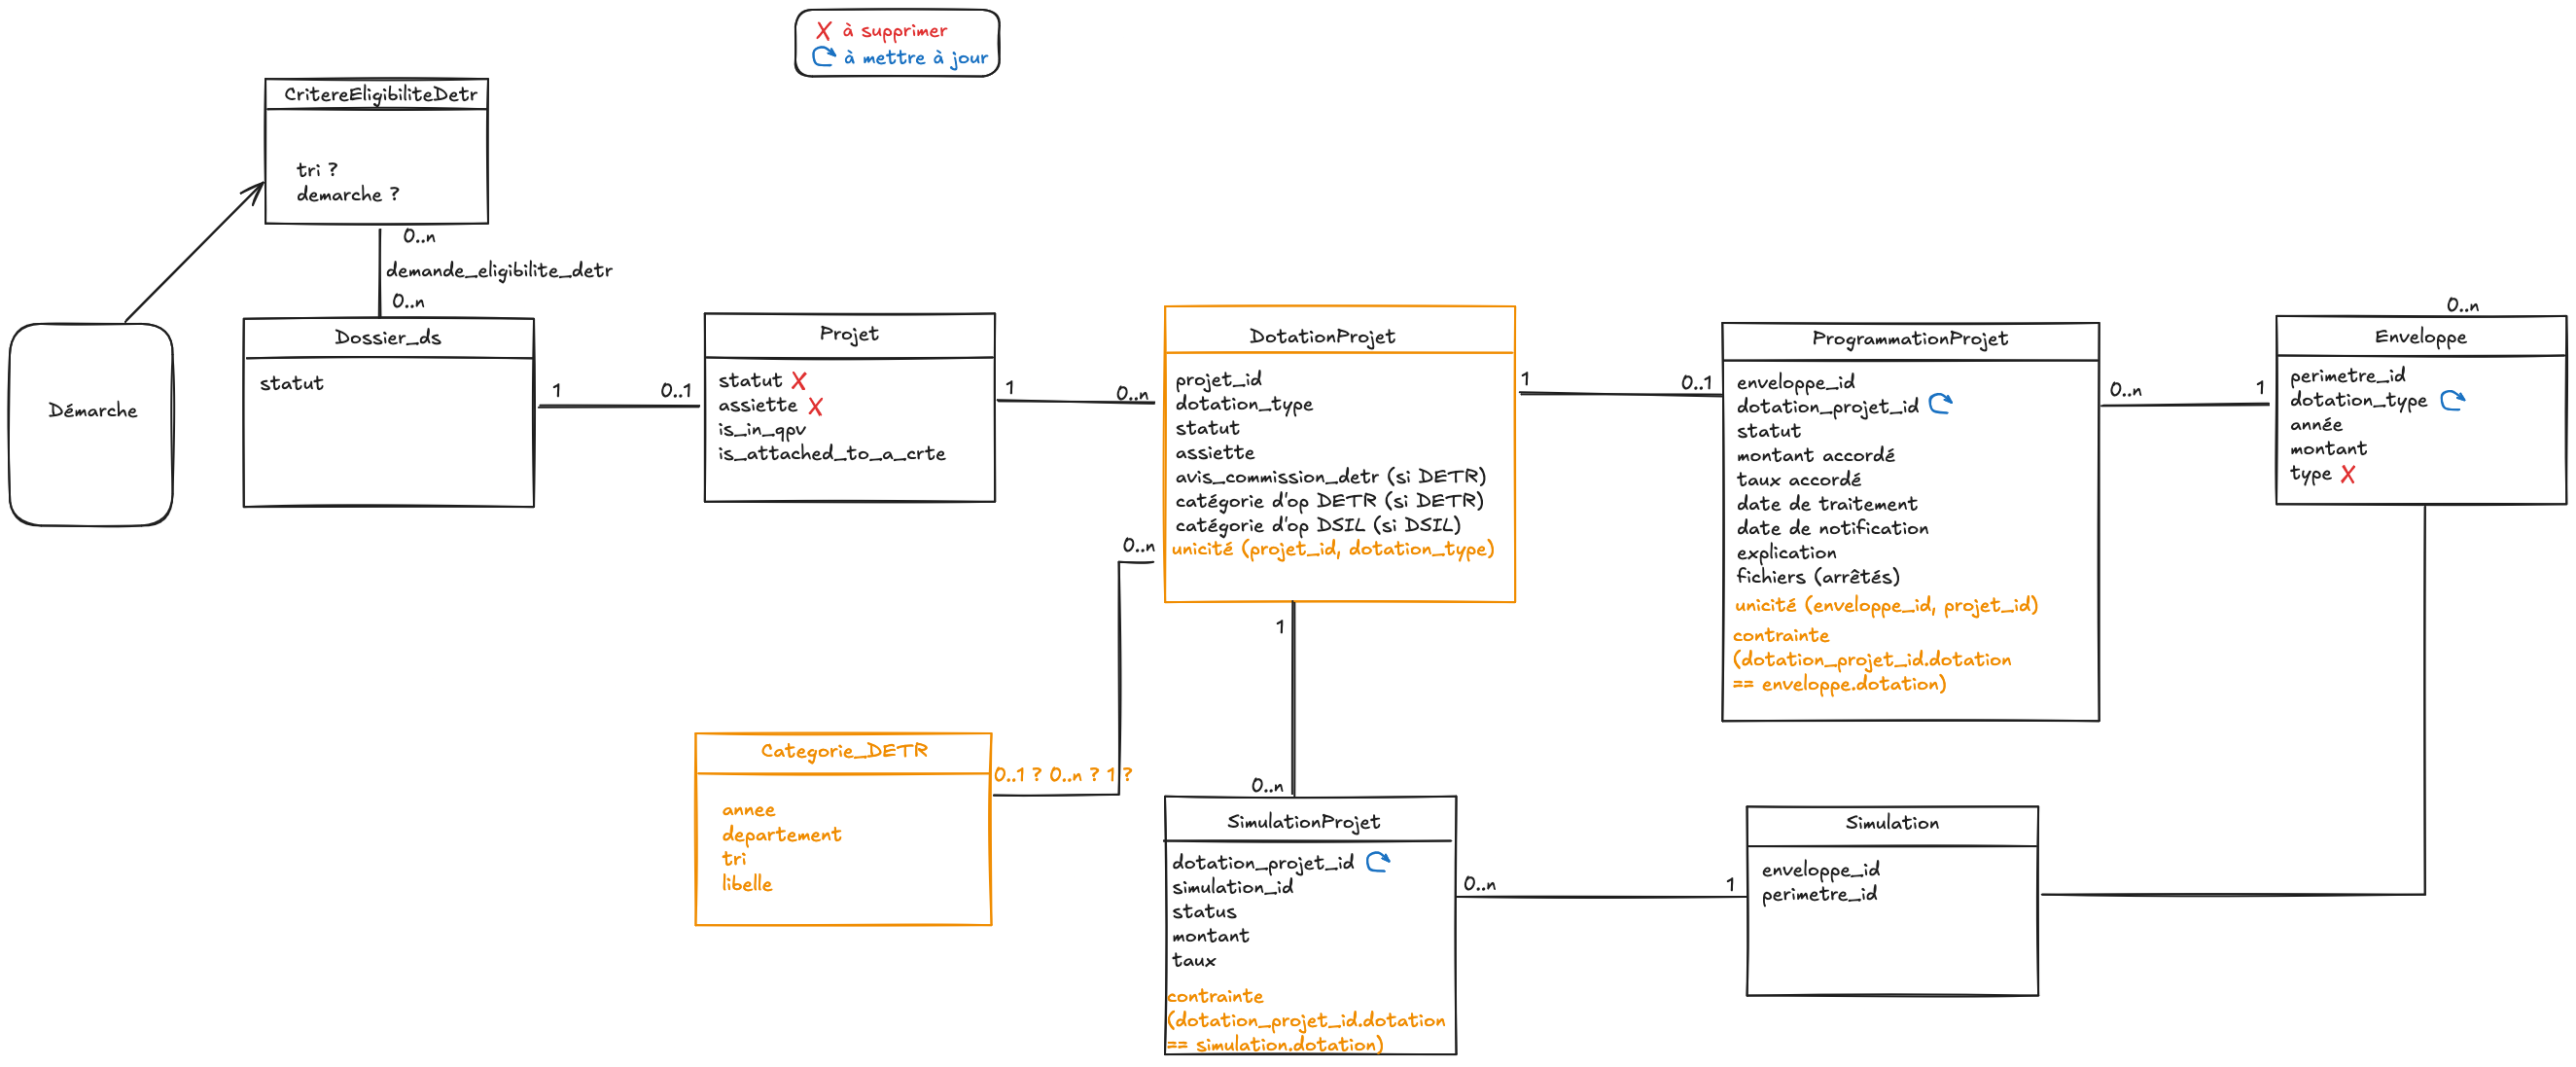 X à supprimer
à mettre à jour
CritereEligibiliteDetr
tri ?
demarche ?
0..n
demande_eligibilite_detr
0..n
Démarche
Dossier_ds
statut
1
0..1
Projet
statut X
assiette X
is_in_qpv
is_attached_to_a_crte
1
0..n
DotationProjet
projet_id
dotation_type
statut
assiette
avis_commission_detr (si DETR)
catégorie d'op DETR (si DETR)
catégorie d'op DSIL (si DSIL)
unicité (projet_id, dotation_type)
0..n
1
1
0..1
ProgrammationProjet
enveloppe_id
dotation_projet_id
statut
montant accordé
taux accordé
date de traitement
date de notification
explication
fichiers (arrêtés)
unicité (enveloppe_id, projet_id)
contrainte
(dotation_projet_id.dotation
== enveloppe.dotation)
0..n
1
0..n
Enveloppe
perimetre_id
dotation_type
année
montant
type X
Categorie_DETR
annee
departement
tri
libelle
0..1 ? 0..n ? 1 ?
0..n
SimulationProjet
dotation_projet_id
simulation_id
status
montant
taux
contrainte
(dotation_projet_id.dotation
== simulation.dotation)
0..n
1
Simulation
enveloppe_id
perimetre_id